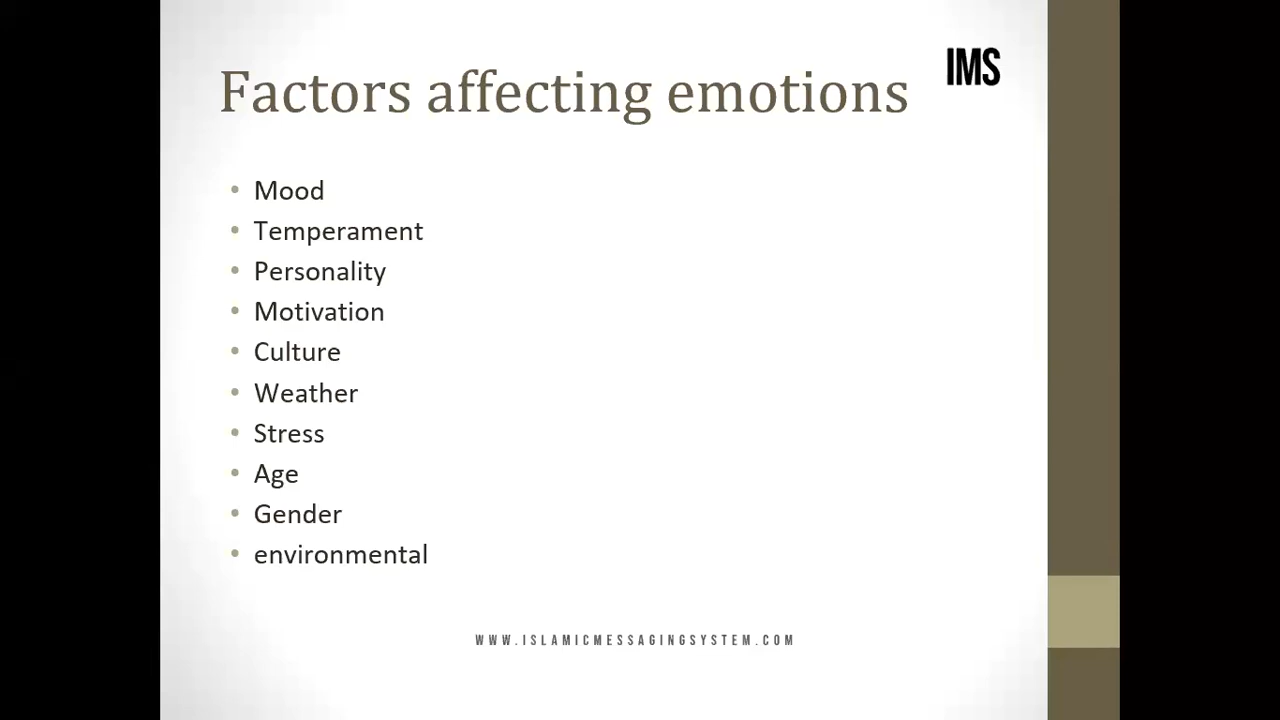 IMS
Factors affecting emotions
• Mood
• Temperament
• Personality
• Motivation
• Culture
• Weather
• Stress
• Age
• Gender
• environmental
WWW.ISLAMICMESSAGINGSYSTEM.COM